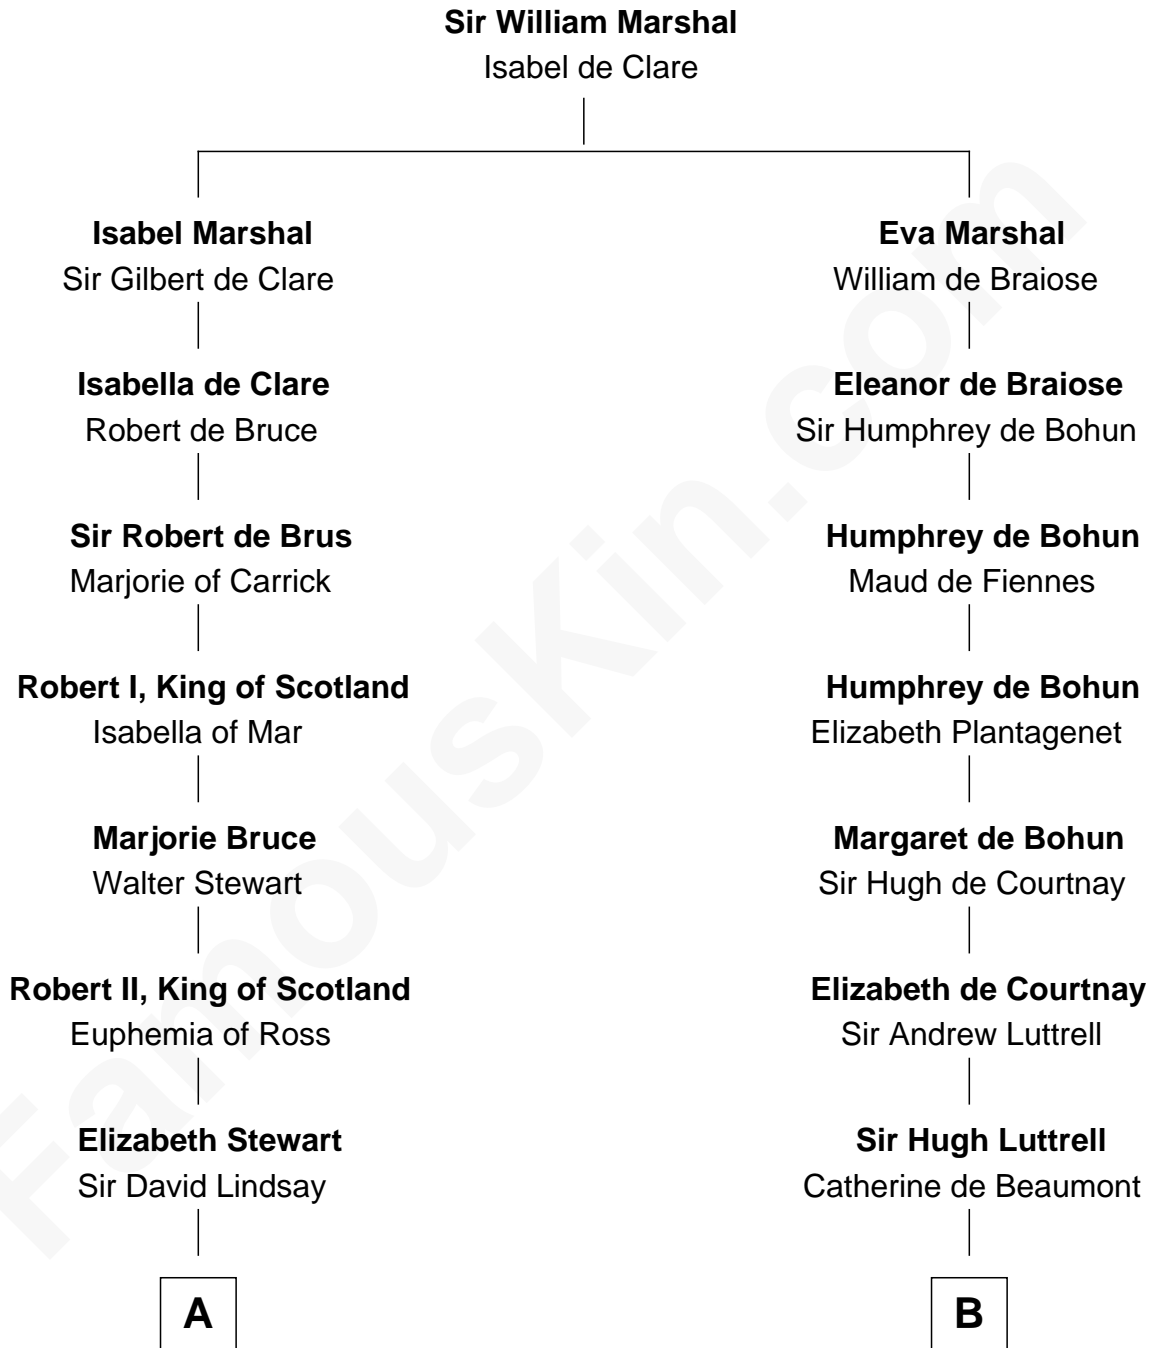 Sir William Marshal
Isabel de Clare
Isabel Marshal
Sir Gilbert de Clare
Eva Marshal
William de Braiose
Isabella de Clare
Robert de Bruce
Eleanor de Braiose
Sir Humphrey de Bohun
Sir Robert de Brus
Marjorie of Carrick
Humphrey de Bohun
Maud de Fiennes
Robert I, King of Scotland
Isabella of Mar
Humphrey de Bohun
Elizabeth Plantagenet
Marjorie Bruce
Walter Stewart
Margaret de Bohun
Sir Hugh de Courtnay
Robert II, King of Scotland
Euphemia of Ross
Elizabeth de Courtnay
Sir Andrew Luttrell
Elizabeth Stewart
Sir David Lindsay
Sir Hugh Luttrell
Catherine de Beaumont
A
B
FamousKin.com